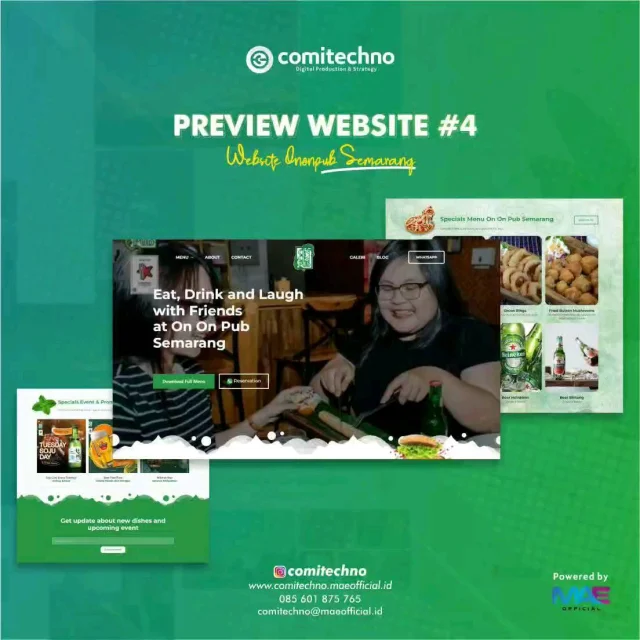 comitechno
Digital Production & Strategy
PREVIEW WEBSITE #4
Website Ononpub Semarang
Specials Menu On On Pub Semarang
MENU
ABOUT
CONTACT
GALERI
BLOG
WHATSAPP
Eat, Drink and Laugh
with Friends
at On On Pub
Semarang
Download Full Menu
Reservation
Onion Rings
Fried Button Mushrooms
Heineken
Beer Heineken
Beer Bintang
Specials Event & Pro
TUESDAY
SOJU
DAY
Get update about new dishes and
upcoming event
comitechno
www.comitechno.maeofficial.id
085 601 875 765
comitechno@maeofficial.id
Powered by
MAE
OFFICIAL